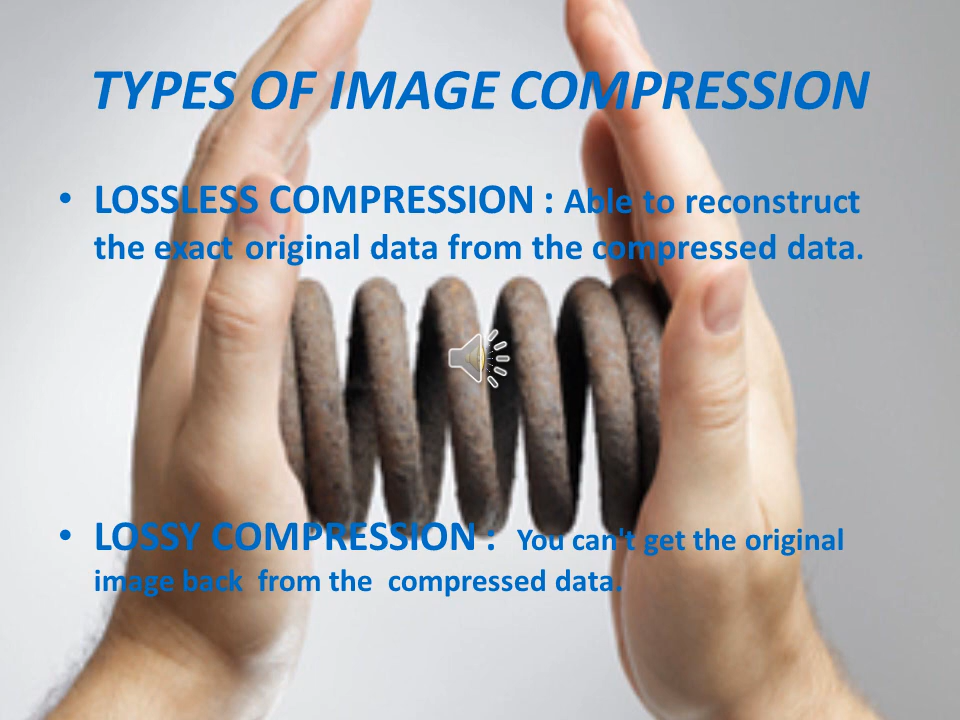 TYPES OF IMAGE COMPRESSION
• LOSSLESS COMPRESSION : Able to reconstruct
the exact original data from the compressed data.
• LOSSY COMPRESSION : You can't get the original
image back from the compressed data.